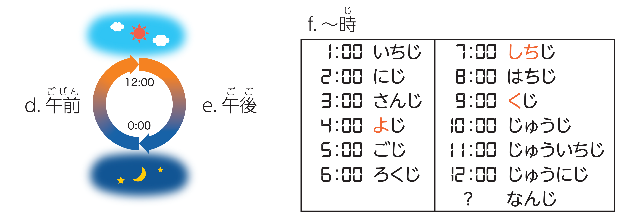 12:00
0:00
d. 午前
ごぜん
e. 午後
ごご
f. ～時
じ
1:00 いちじ
2:00 にじ
3:00 さんじ
4:00 よじ
5:00 ごじ
6:00 ろくじ
7:00 しちじ
8:00 はちじ
9:00 くじ
10:00 じゅうじ
11:00 じゅういちじ
12:00 じゅうにじ
? なんじ